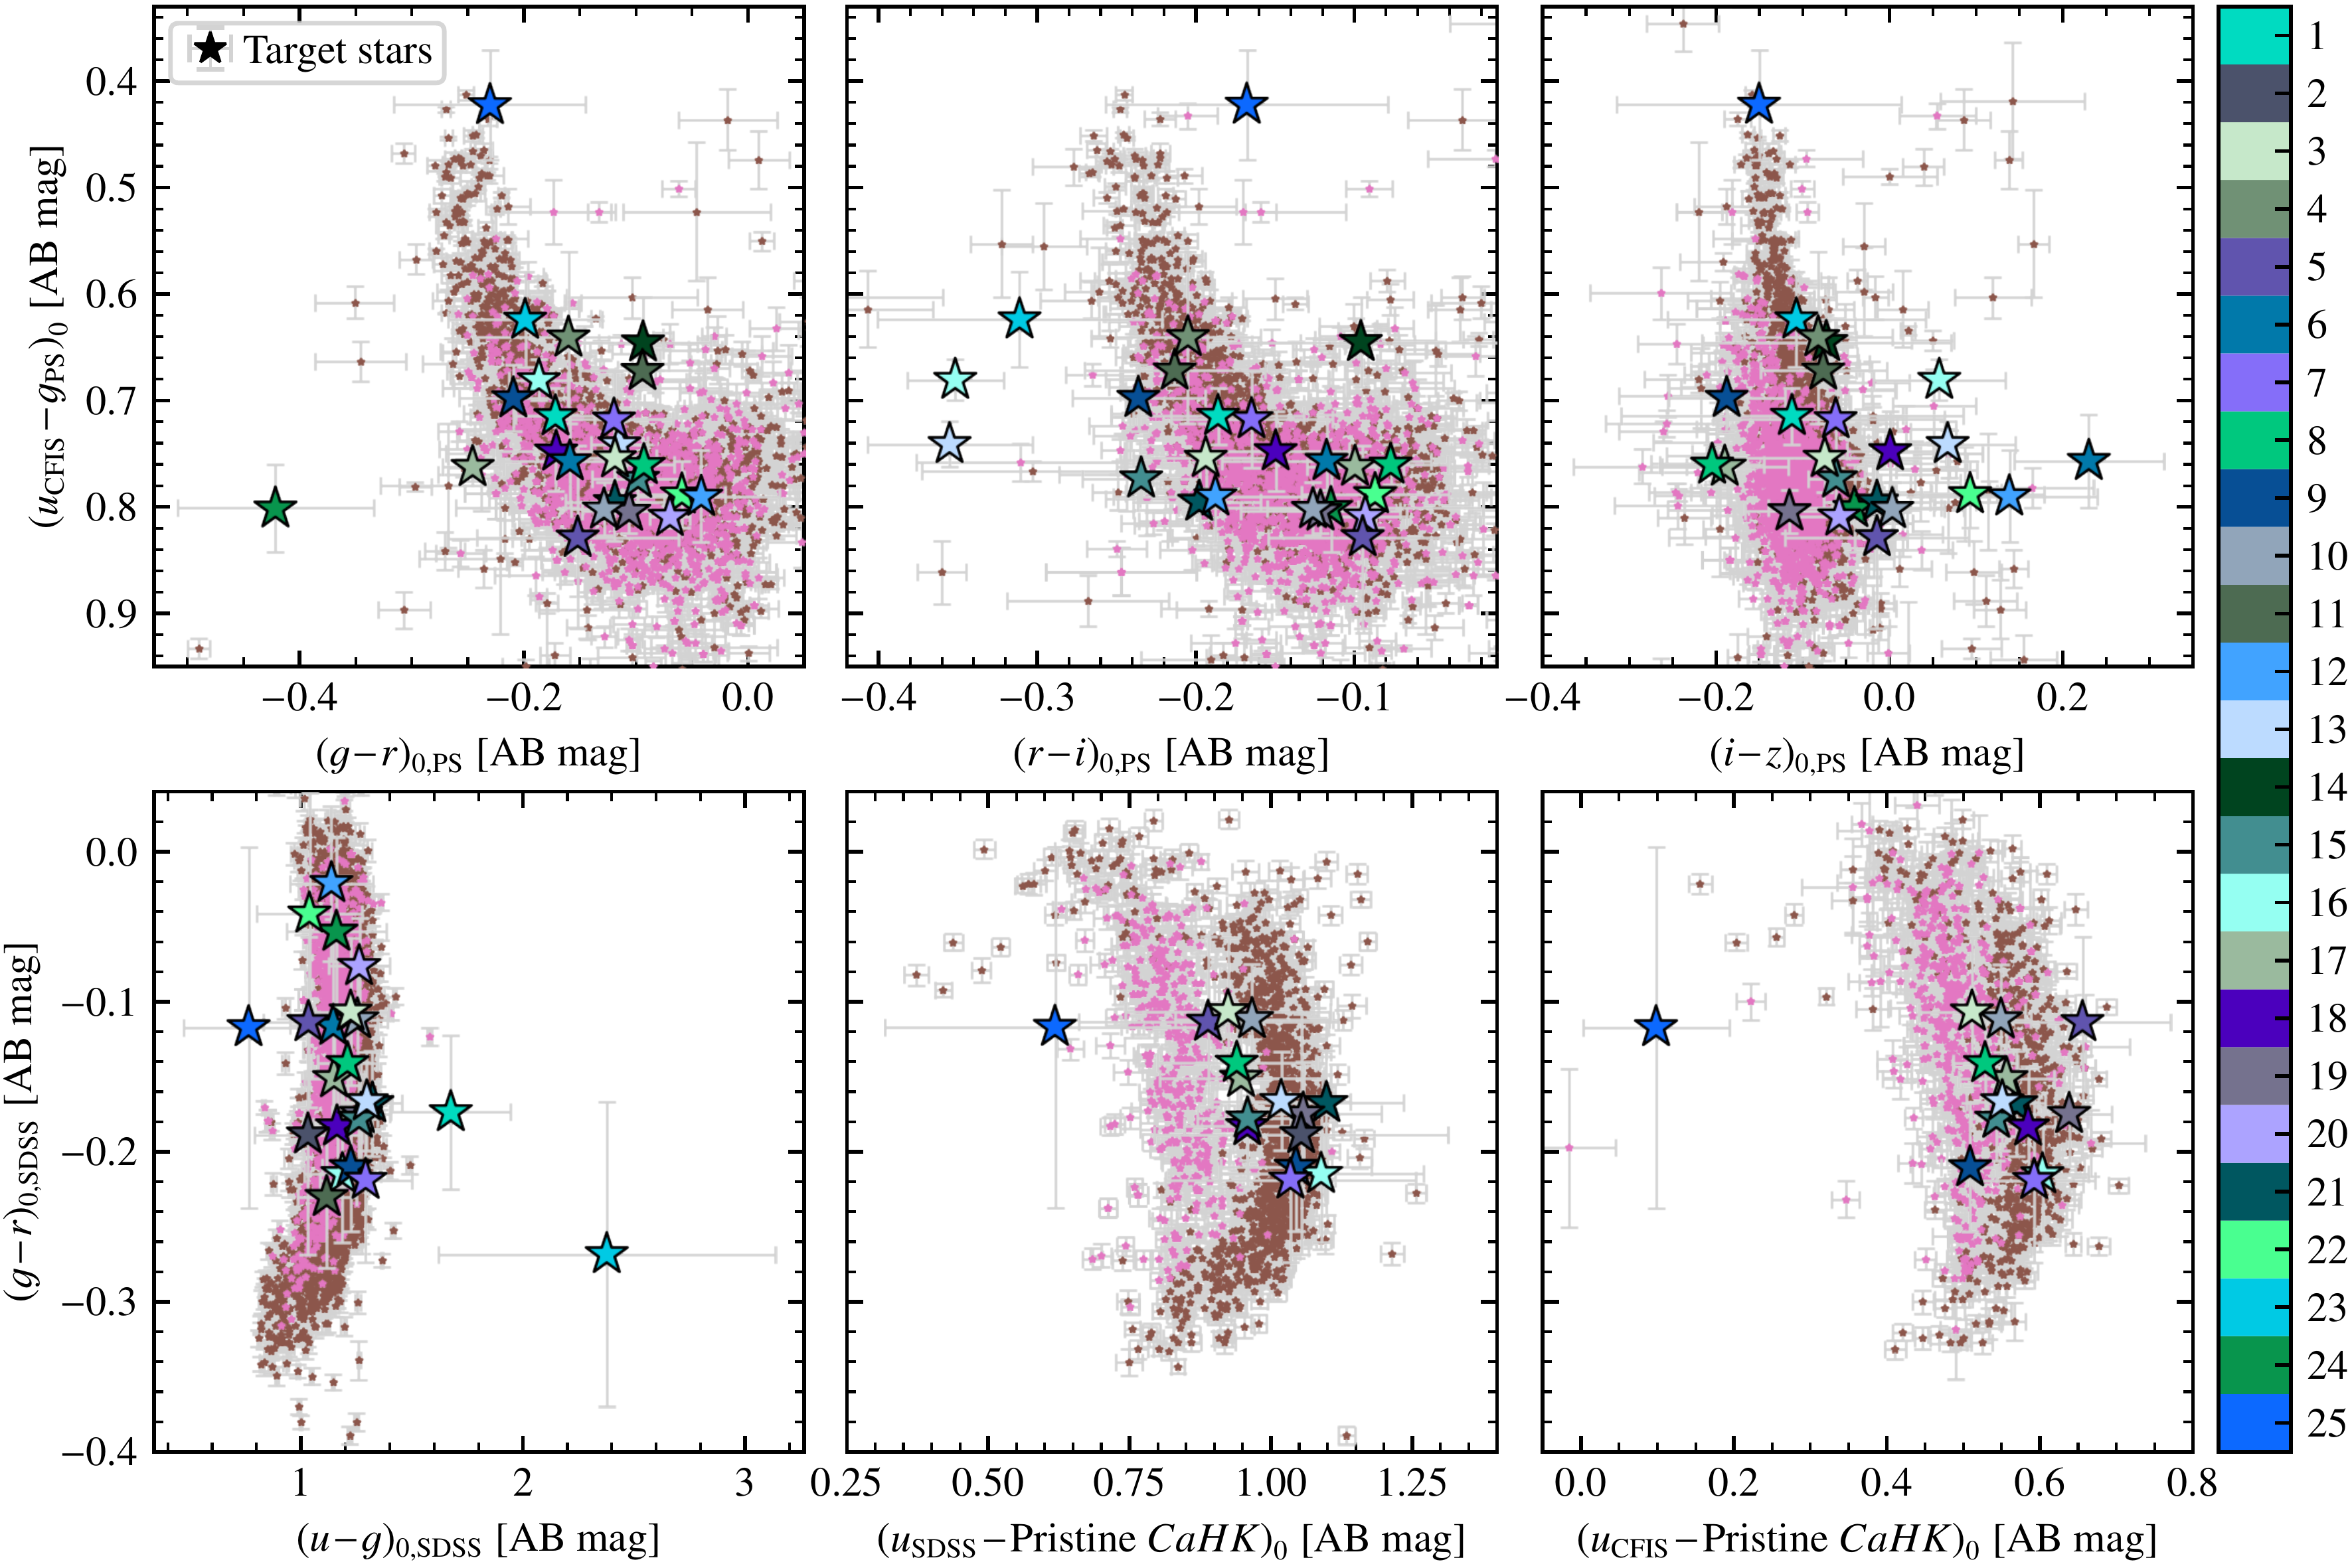 Target stars
0.4
0.5
0.6
0.7
0.8
0.9
(uCFIS−gPS)0 [AB mag]
−0.4 −0.2 0.0
(g−r)0,PS [AB mag]
−0.4 −0.3 −0.2 −0.1
(r−i)0,PS [AB mag]
−0.4 −0.2 0.0 0.2
(i−z)0,PS [AB mag]
0.0
−0.1
−0.2
−0.3
−0.4
(g−r)0,SDSS [AB mag]
1 2 3
(u−g)0,SDSS [AB mag]
0.25 0.50 0.75 1.00 1.25
(uSDSS−Pristine CaHK)0 [AB mag]
0.0 0.2 0.4 0.6 0.8
(uCFIS−Pristine CaHK)0 [AB mag]
1
2
3
4
5
6
7
8
9
10
11
12
13
14
15
16
17
18
19
20
21
22
23
24
25